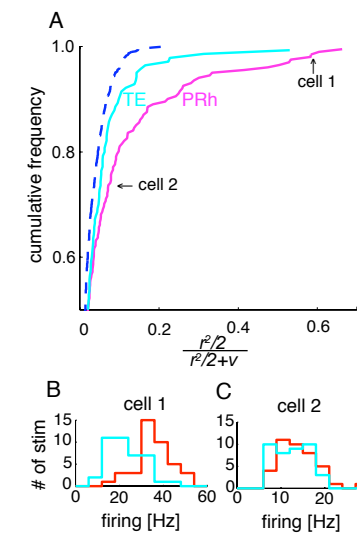 A
1.0
0.8
0.6
cumulative frequency
TE
PRh
cell 1
cell 2
0
0.2
0.4
0.6
r²/2
r²/2+v
B
cell 1
15
10
5
0
# of stim
20
40
60
firing [Hz]
C
cell 2
15
10
5
0
0
10
20
firing [Hz]